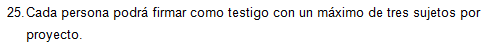 25. Cada persona podrá firmar como testigo con un máximo de tres sujetos por
proyecto.